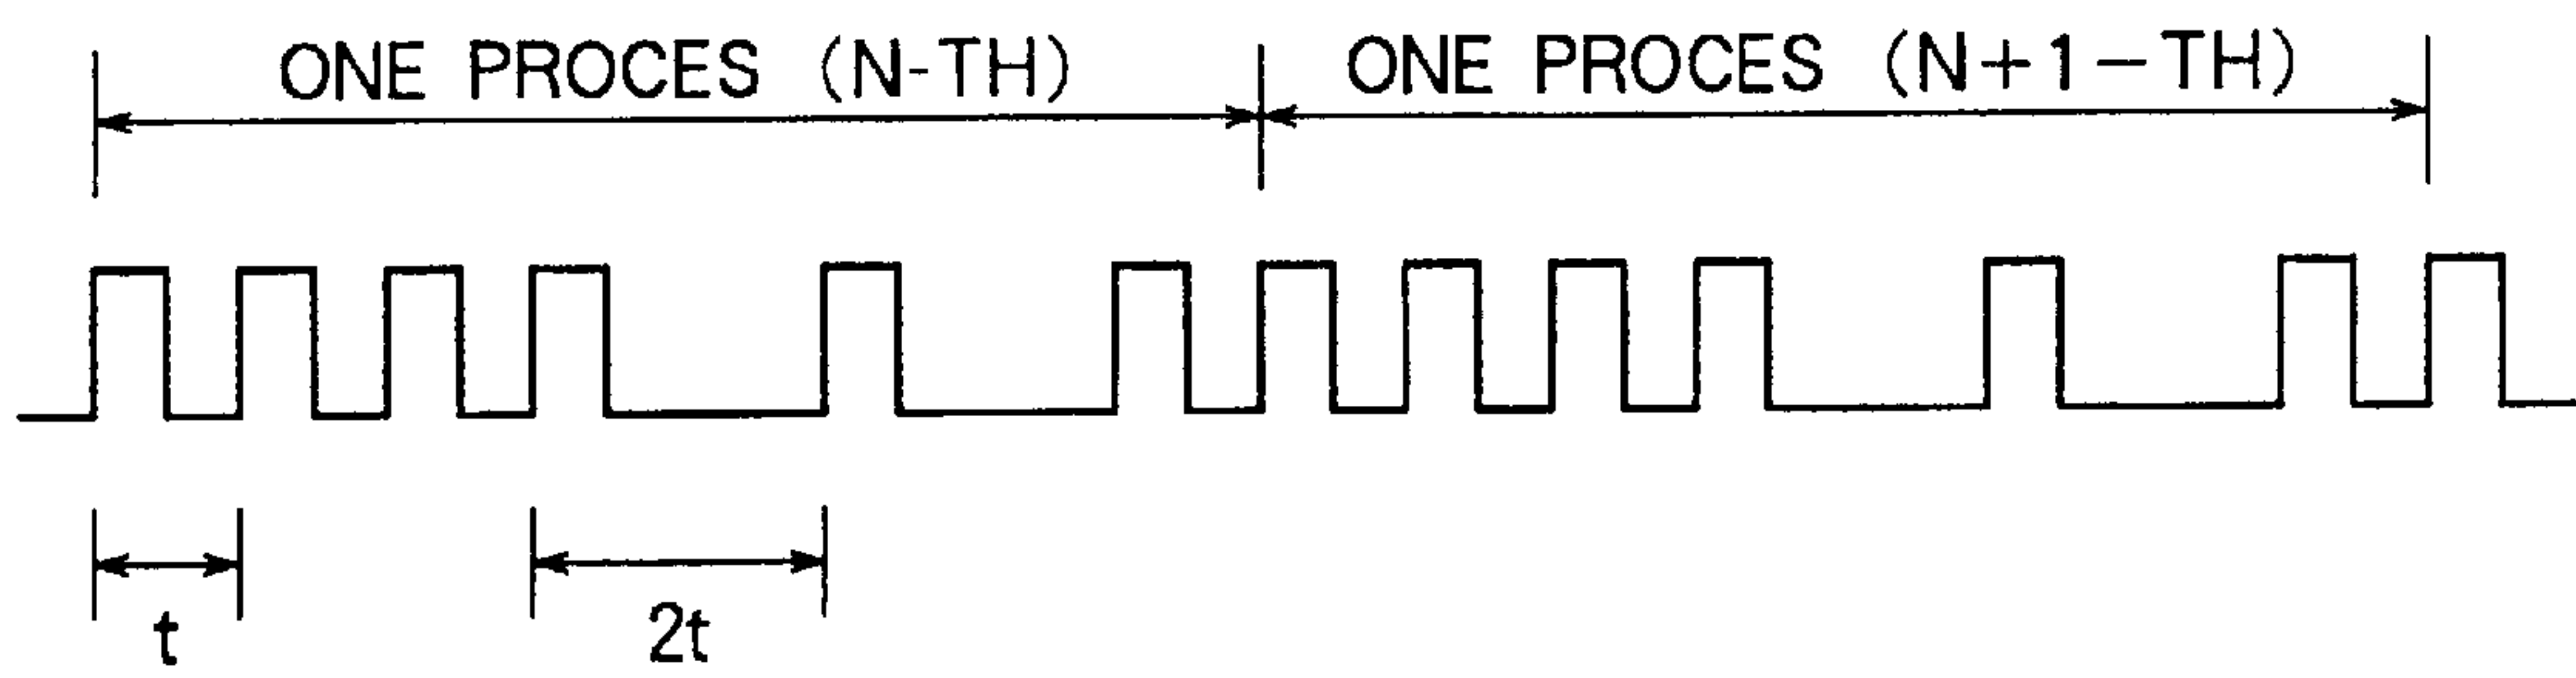 ONE PROCES (N-TH)
ONE PROCES (N+1-TH)
t
2t